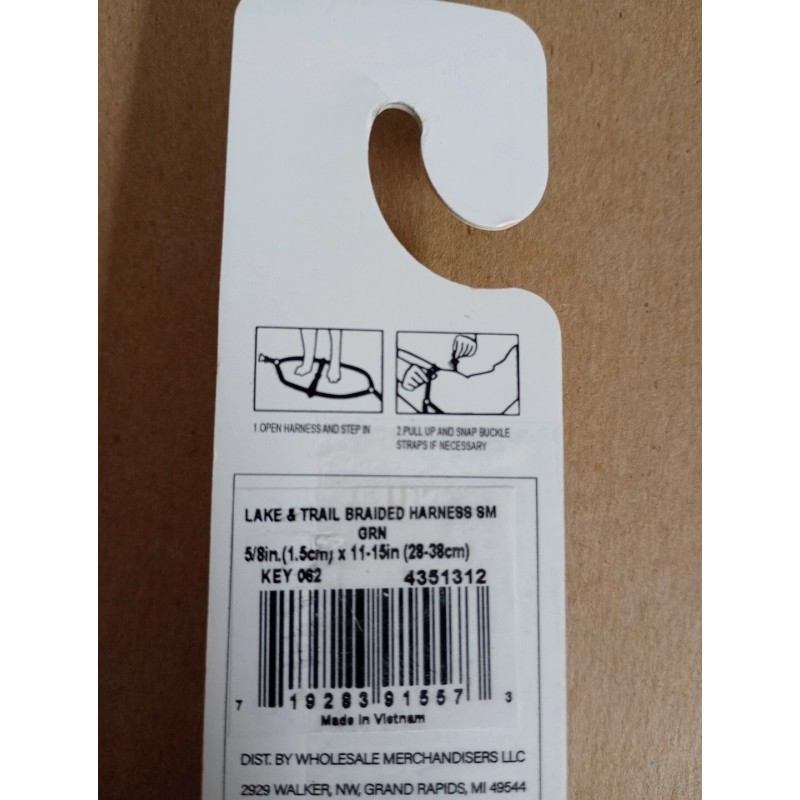 1 OPEN HARNESS AND STEP IN
2 PULL UP AND SNAP BUCKLE
STRAPS IF NECESSARY
LAKE & TRAIL BRAIDED HARNESS SM
GRN
5/8in.(1.5cm) x 11-15in (28-38cm)
KEY 062 4351312
7 19283 91557 3
Made in Vietnam
DIST. BY WHOLESALE MERCHANDISERS LLC
2929 WALKER, NW, GRAND RAPIDS, MI 49544